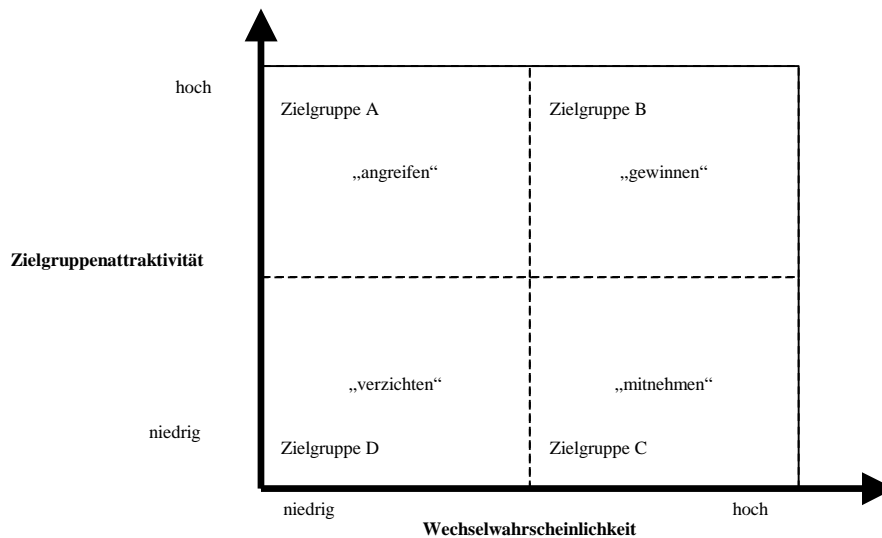 hoch
Zielgruppe A
Zielgruppe B
„angreifen“
„gewinnen“
Zielgruppenattraktivität
„verzichten“
„mitnehmen“
niedrig
Zielgruppe D
Zielgruppe C
niedrig
hoch
Wechselwahrscheinlichkeit